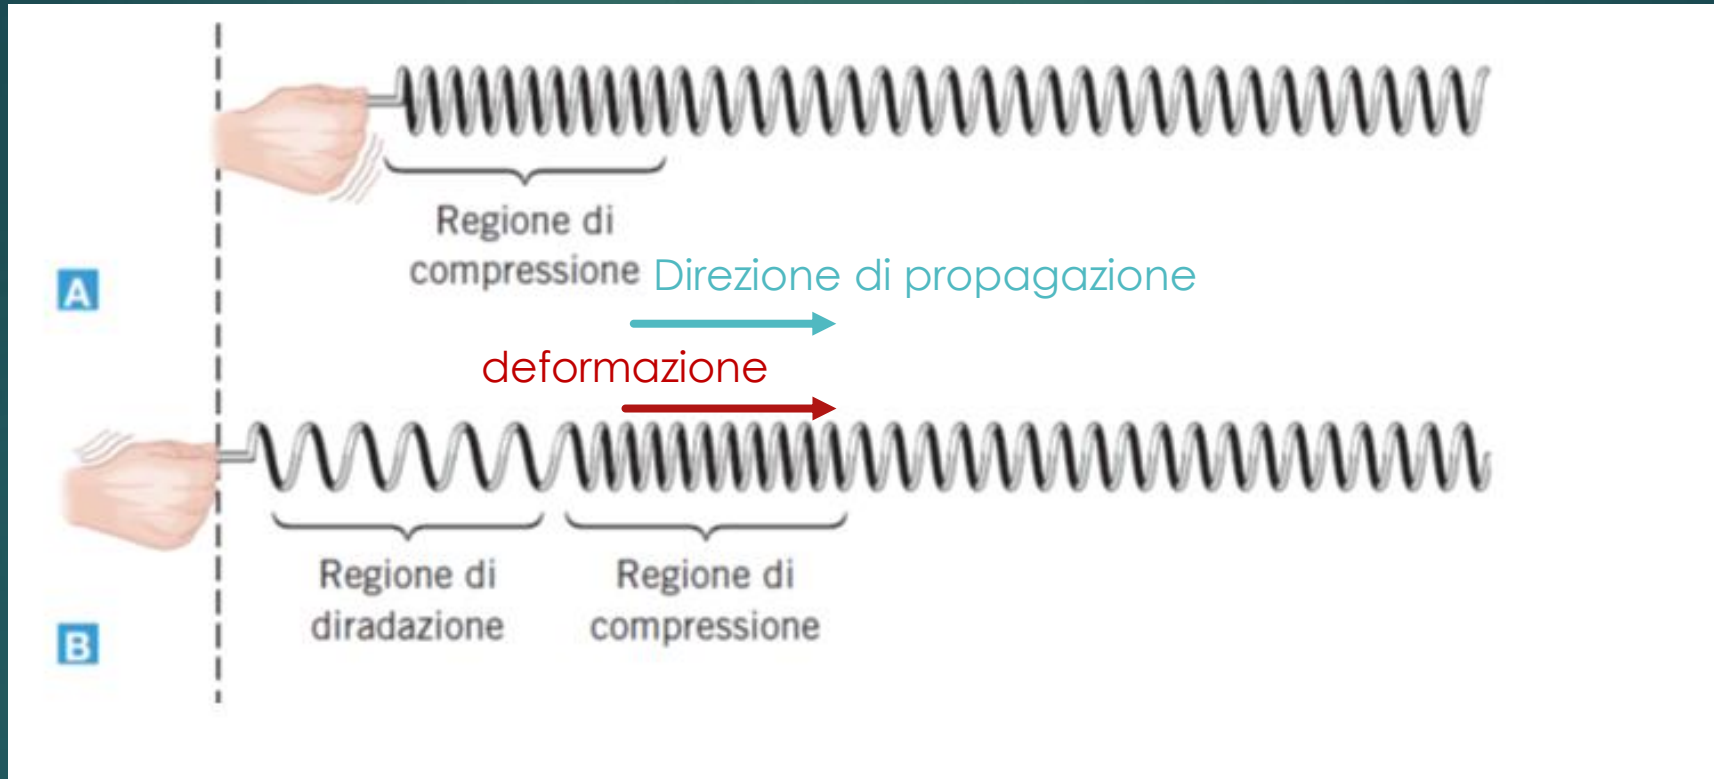 Regione di
compressione
Direzione di propagazione
A
deformazione
Regione di
diradazione
Regione di
compressione
B